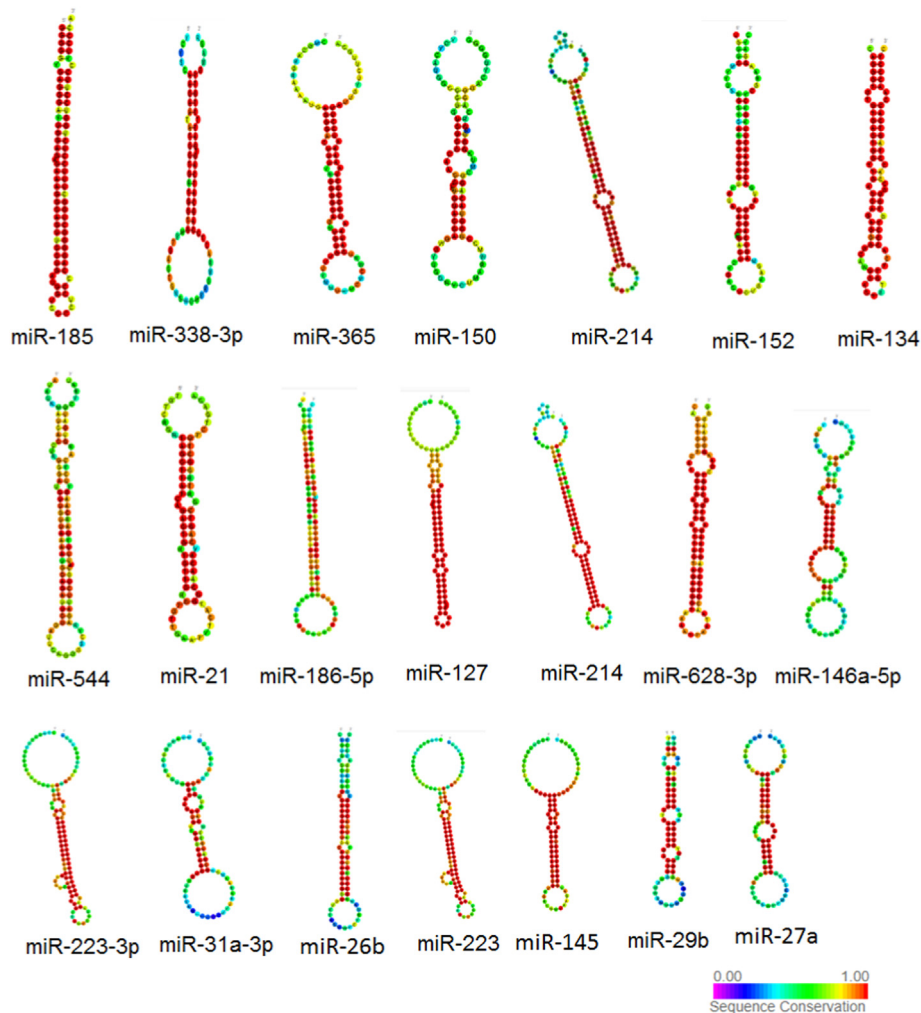 miR-185 miR-338-3p miR-365 miR-150 miR-214 miR-152 miR-134
miR-544 miR-21 miR-186-5p miR-127 miR-214 miR-628-3p miR-146a-5p
miR-223-3p miR-31a-3p miR-26b miR-223 miR-145 miR-29b miR-27a
0.00 1.00
Sequence Conservation